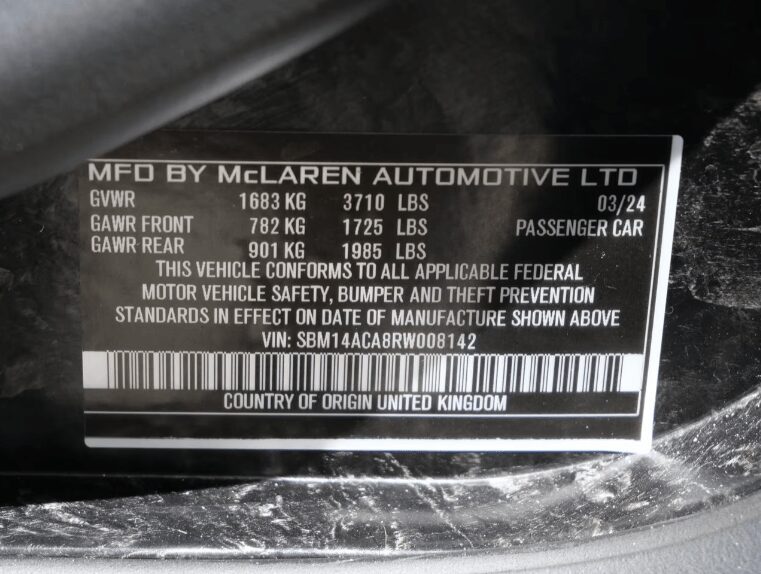 MFD BY McLAREN AUTOMOTIVE LTD
GVWR 1683 KG 3710 LBS 03/24
GAWR FRONT 782 KG 1725 LBS PASSENGER CAR
GAWR REAR 901 KG 1985 LBS
THIS VEHICLE CONFORMS TO ALL APPLICABLE FEDERAL
MOTOR VEHICLE SAFETY, BUMPER AND THEFT PREVENTION
STANDARDS IN EFFECT ON DATE OF MANUFACTURE SHOWN ABOVE
VIN: SBM14ACA8RW008142
COUNTRY OF ORIGIN UNITED KINGDOM